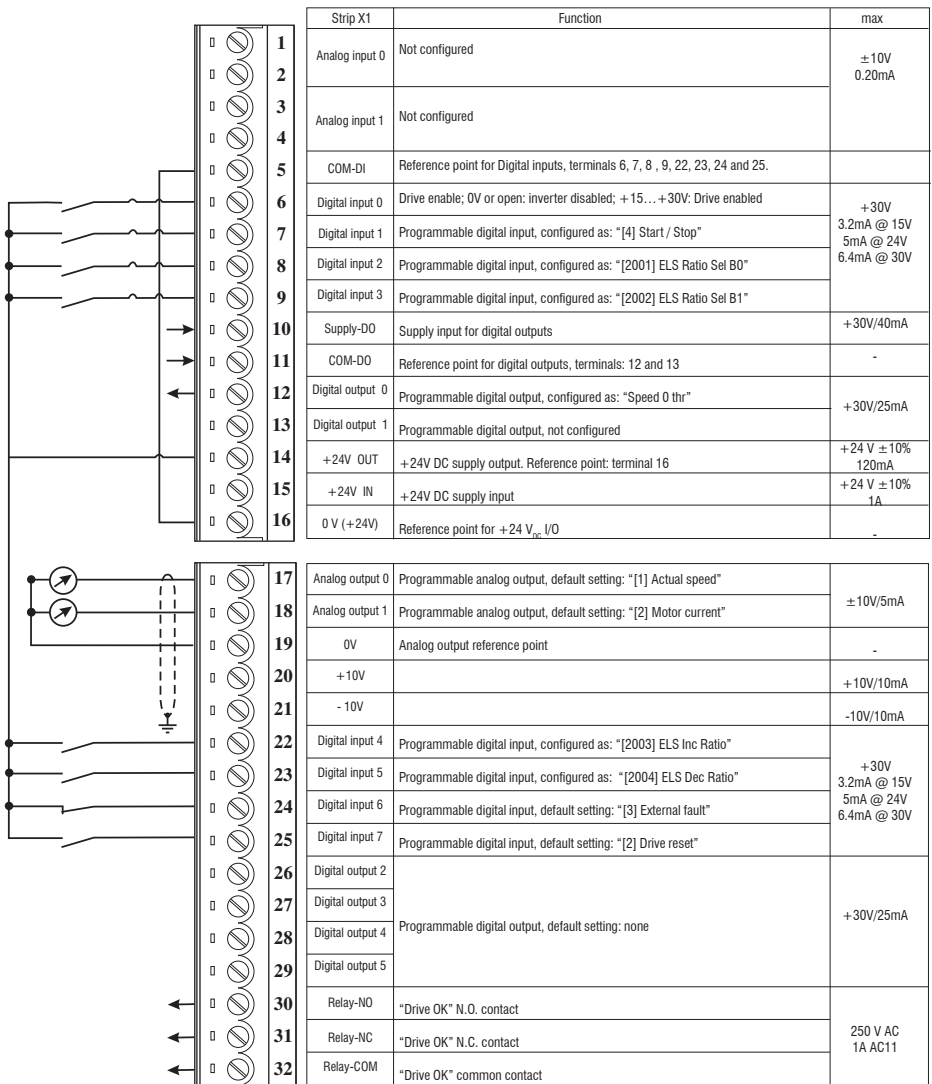 Strip X1 Function max
1 Analog input 0 Not configured ±10V
2 0.20mA
3 Analog input 1 Not configured
4
5 COM-DI Reference point for Digital inputs, terminals 6, 7, 8 , 9, 22, 23, 24 and 25.
6 Digital input 0 Drive enable; 0V or open: inverter disabled; +15…+30V: Drive enabled +30V
7 Digital input 1 Programmable digital input, configured as: “[4] Start / Stop” 3.2mA @ 15V
5mA @ 24V
8 Digital input 2 Programmable digital input, configured as: “[2001] ELS Ratio Sel B0” 6.4mA @ 30V
9 Digital input 3 Programmable digital input, configured as: “[2002] ELS Ratio Sel B1”
10 Supply-DO Supply input for digital outputs +30V/40mA
11 COM-DO Reference point for digital outputs, terminals: 12 and 13 -
12 Digital output 0 Programmable digital output, configured as: “Speed 0 thr” +30V/25mA
13 Digital output 1 Programmable digital output, not configured
14 +24V OUT +24V DC supply output. Reference point: terminal 16 +24 V ±10%
120mA
15 +24V IN +24V DC supply input +24 V ±10%
1A
16 0 V (+24V) Reference point for +24 VDC I/O -
17 Analog output 0 Programmable analog output, default setting: “[1] Actual speed” ±10V/5mA
18 Analog output 1 Programmable analog output, default setting: “[2] Motor current”
19 0V Analog output reference point -
20 +10V +10V/10mA
21 - 10V -10V/10mA
22 Digital input 4 Programmable digital input, configured as: “[2003] ELS Inc Ratio” +30V
23 Digital input 5 Programmable digital input, configured as: “[2004] ELS Dec Ratio” 3.2mA @ 15V
24 Digital input 6 Programmable digital input, default setting: “[3] External fault” 5mA @ 24V
6.4mA @ 30V
25 Digital input 7 Programmable digital input, default setting: “[2] Drive reset”
26 Digital output 2
27 Digital output 3 Programmable digital output, default setting: none +30V/25mA
28 Digital output 4
29 Digital output 5
30 Relay-NO “Drive OK” N.O. contact 250 V AC
31 Relay-NC “Drive OK” N.C. contact 1A AC11
32 Relay-COM “Drive OK” common contact